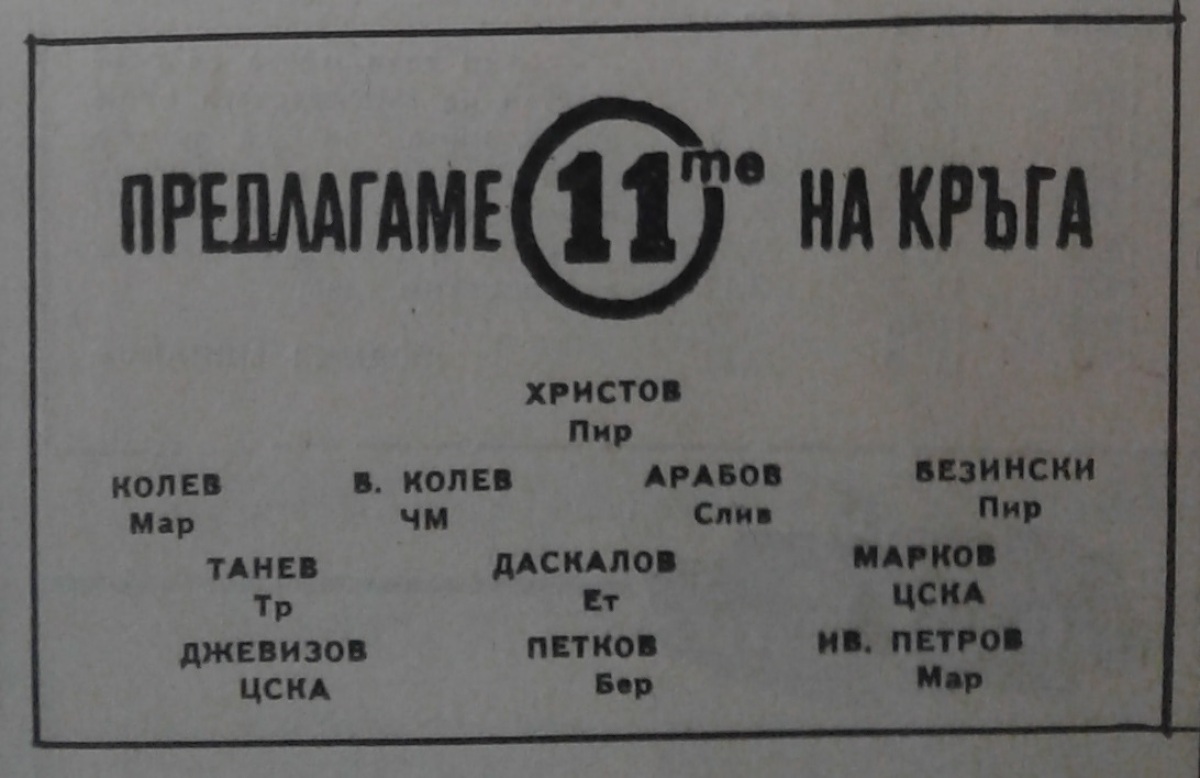 ПРЕДЛАГАМЕ 11те НА КРЪГА
ХРИСТОВ
Пир
КОЛЕВ В. КОЛЕВ АРАБОВ БЕЗИНСКИ
Мар ЧМ Слив Пир
ТАНЕВ ДАСКАЛОВ МАРКОВ
Тр Ет ЦСКА
ДЖЕВИЗОВ ПЕТКОВ ИВ. ПЕТРОВ
ЦСКА Бер Мар